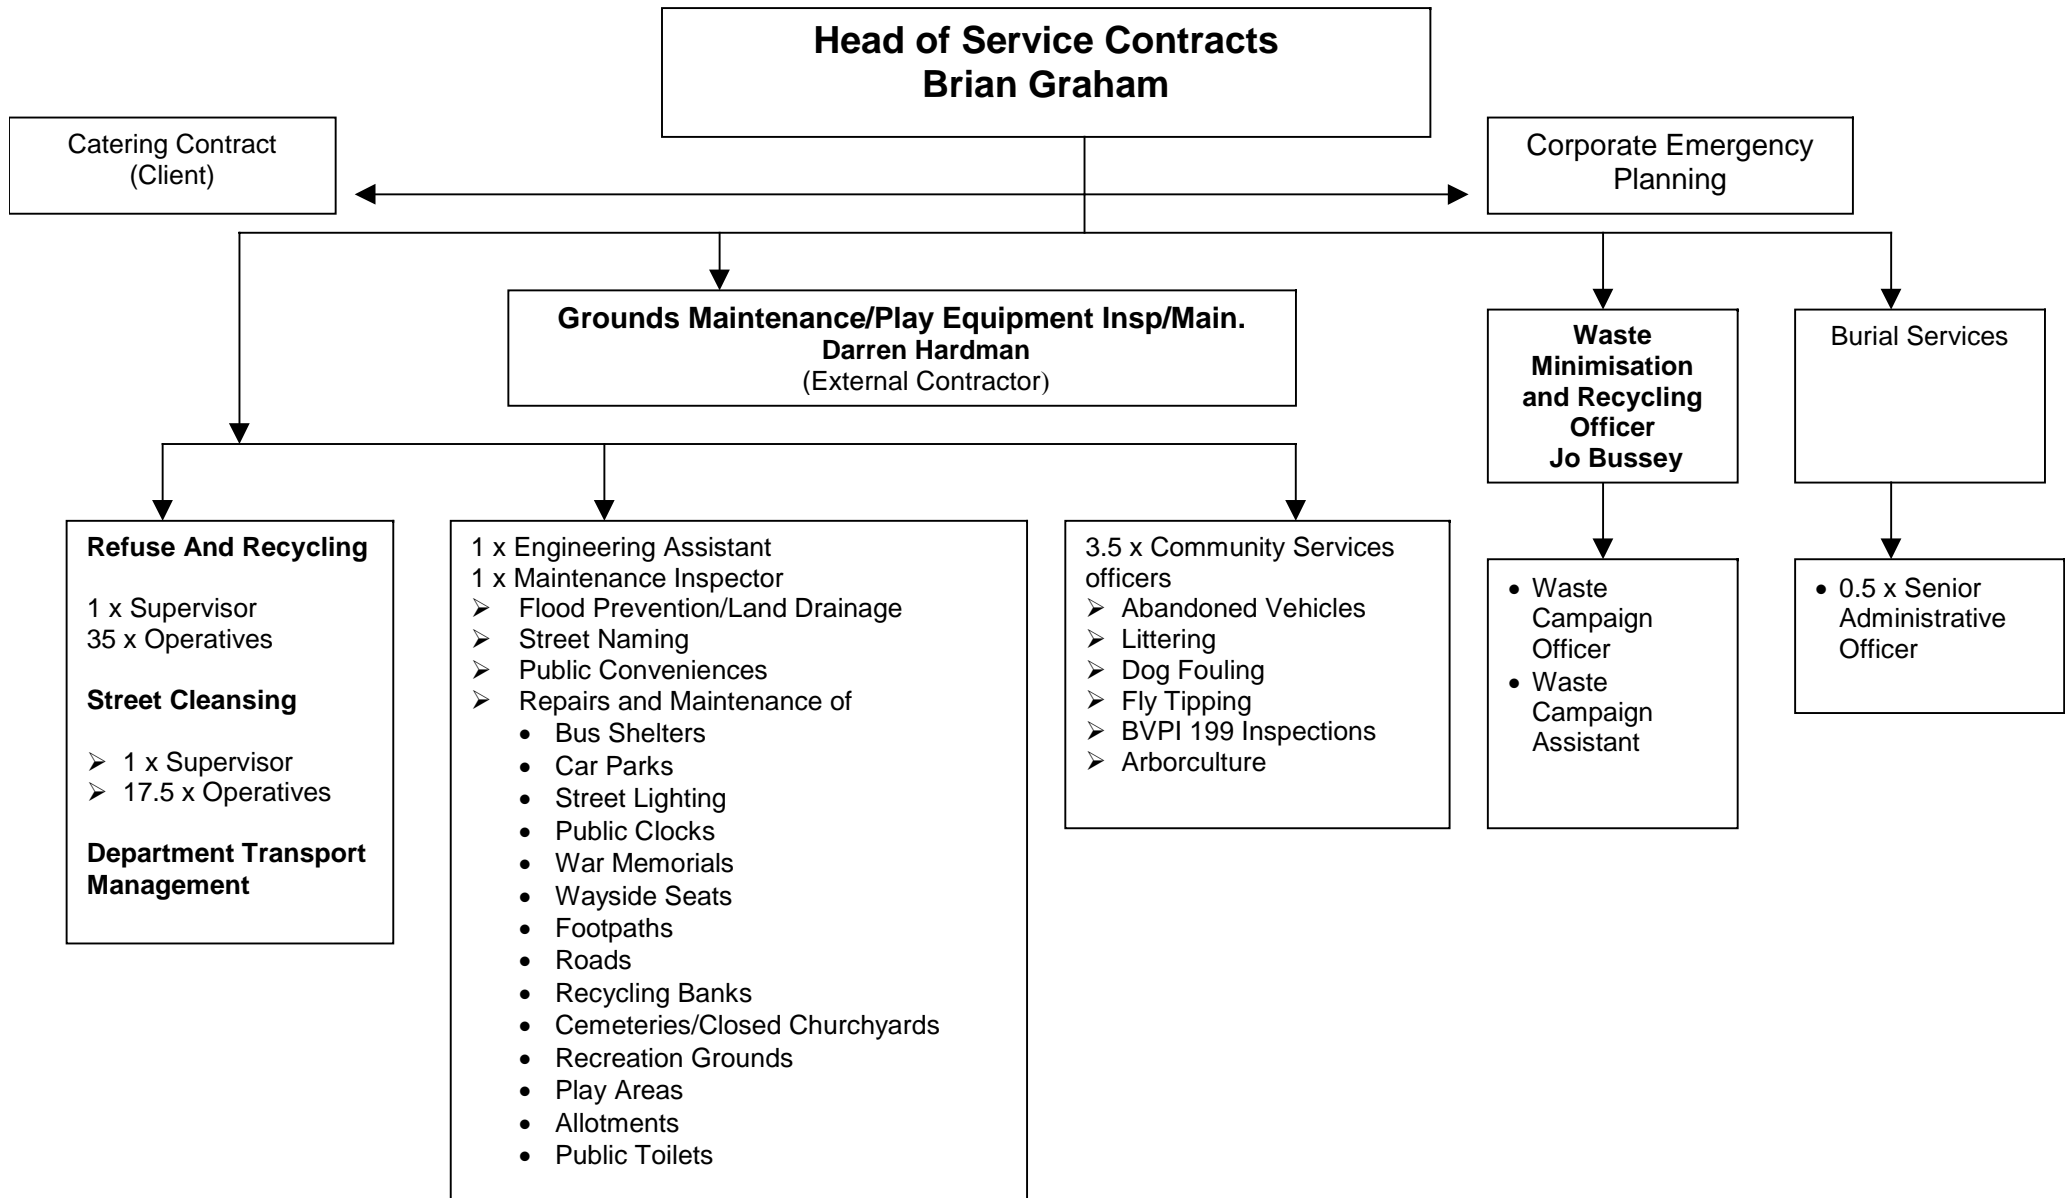 Head of Service Contracts
Brian Graham
Catering Contract
(Client)
Corporate Emergency
Planning
Grounds Maintenance/Play Equipment Insp/Main.
Darren Hardman
(External Contractor)
Waste
Minimisation
and Recycling
Officer
Jo Bussey
Burial Services
Refuse And Recycling
1 x Supervisor
35 x Operatives
Street Cleansing
➢ 1 x Supervisor
➢ 17.5 x Operatives
Department Transport
Management
1 x Engineering Assistant
1 x Maintenance Inspector
➢ Flood Prevention/Land Drainage
➢ Street Naming
➢ Public Conveniences
➢ Repairs and Maintenance of
• Bus Shelters
• Car Parks
• Street Lighting
• Public Clocks
• War Memorials
• Wayside Seats
• Footpaths
• Roads
• Recycling Banks
• Cemeteries/Closed Churchyards
• Recreation Grounds
• Play Areas
• Allotments
• Public Toilets
3.5 x Community Services
officers
➢ Abandoned Vehicles
➢ Littering
➢ Dog Fouling
➢ Fly Tipping
➢ BVPI 199 Inspections
➢ Arborculture
• Waste
Campaign
Officer
• Waste
Campaign
Assistant
• 0.5 x Senior
Administrative
Officer